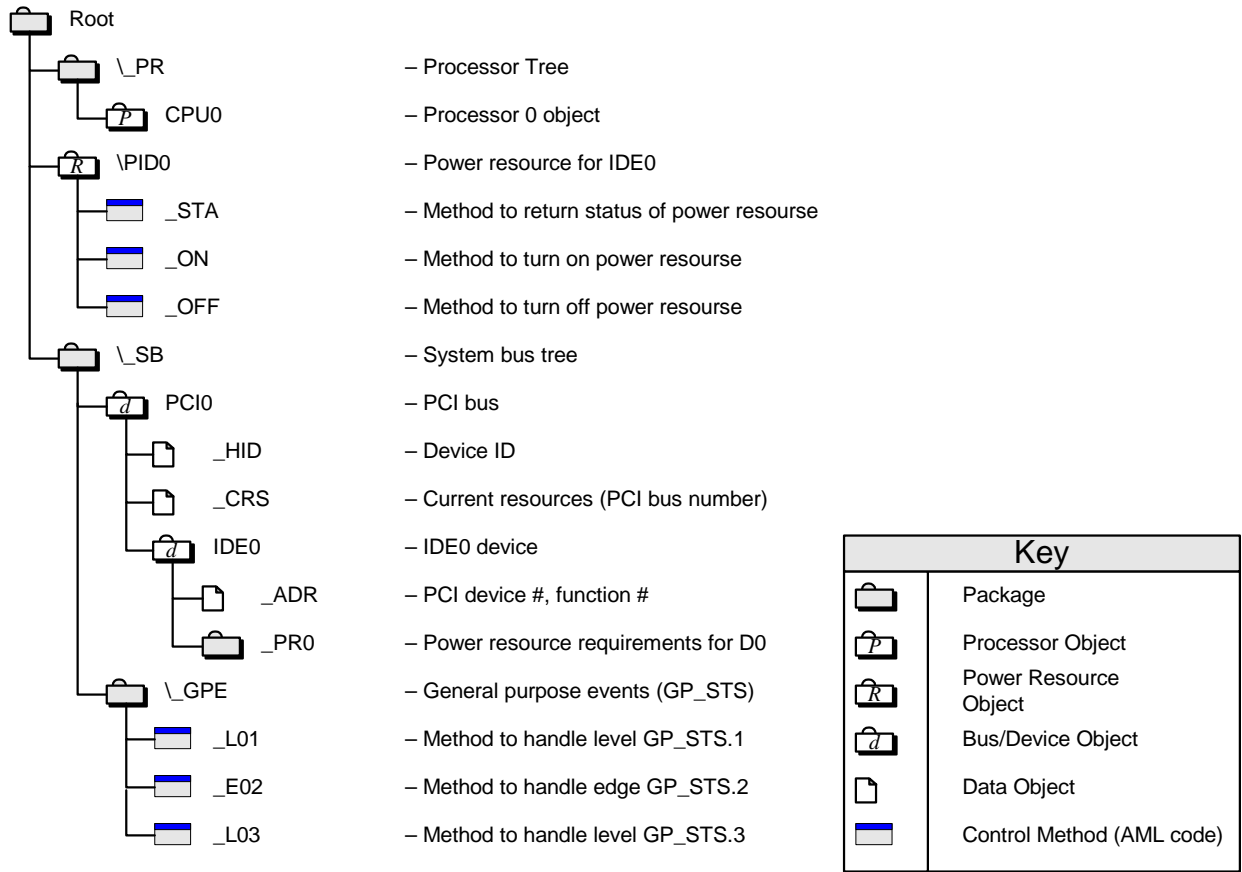 Root
\_PR – Processor Tree
P CPU0 – Processor 0 object
R \PID0 – Power resource for IDE0
_STA – Method to return status of power resourse
_ON – Method to turn on power resourse
_OFF – Method to turn off power resourse
\_SB – System bus tree
d PCI0 – PCI bus
_HID – Device ID
_CRS – Current resources (PCI bus number)
d IDE0 – IDE0 device
_ADR – PCI device #, function #
_PR0 – Power resource requirements for D0
\_GPE – General purpose events (GP_STS)
_L01 – Method to handle level GP_STS.1
_E02 – Method to handle edge GP_STS.2
_L03 – Method to handle level GP_STS.3
Key
Package
P Processor Object
R Power Resource
Object
d Bus/Device Object
Data Object
Control Method (AML code)